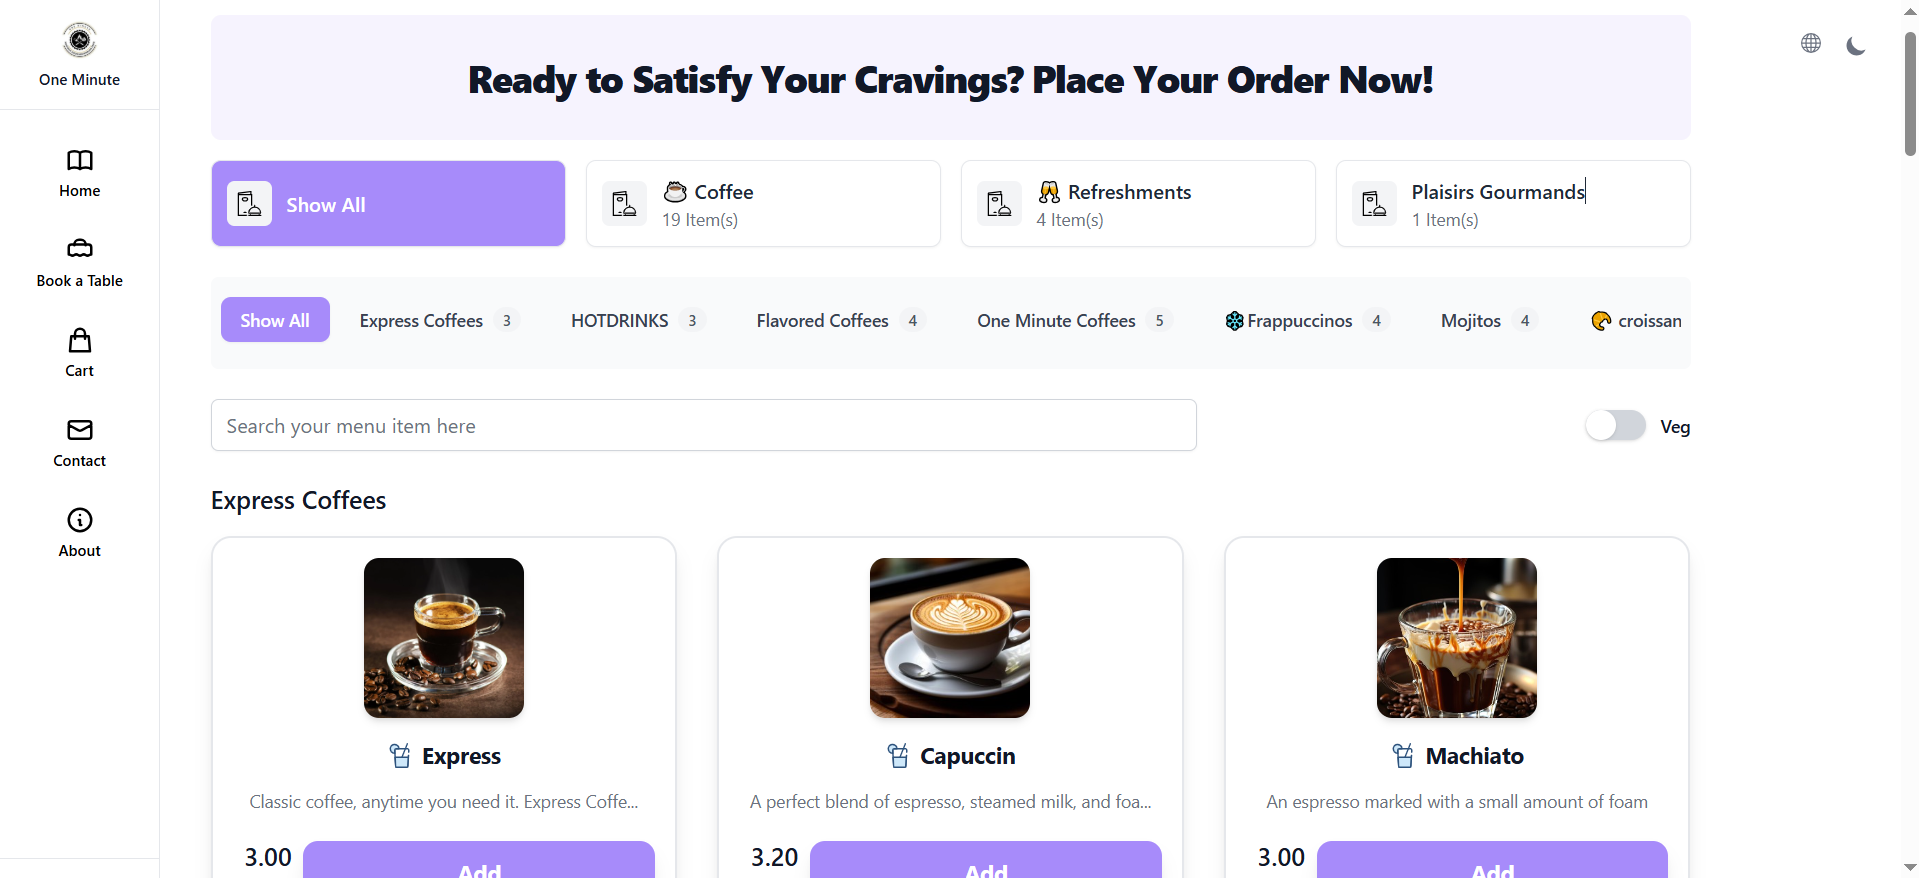 One Minute
Home
Book a Table
Cart
Contact
About
Ready to Satisfy Your Cravings? Place Your Order Now!
Show All
Coffee
19 Item(s)
Refreshments
4 Item(s)
Plaisirs Gourmands
1 Item(s)
Show All Express Coffees 3 HOTDRINKS 3 Flavored Coffees 4 One Minute Coffees 5 Frappuccinos 4 Mojitos 4 croissan
Search your menu item here
Veg
Express Coffees
Express
Classic coffee, anytime you need it. Express Coffe...
3.00 Add
Capuccin
A perfect blend of espresso, steamed milk, and foa...
3.20 Add
Machiato
An espresso marked with a small amount of foam
3.00 Add